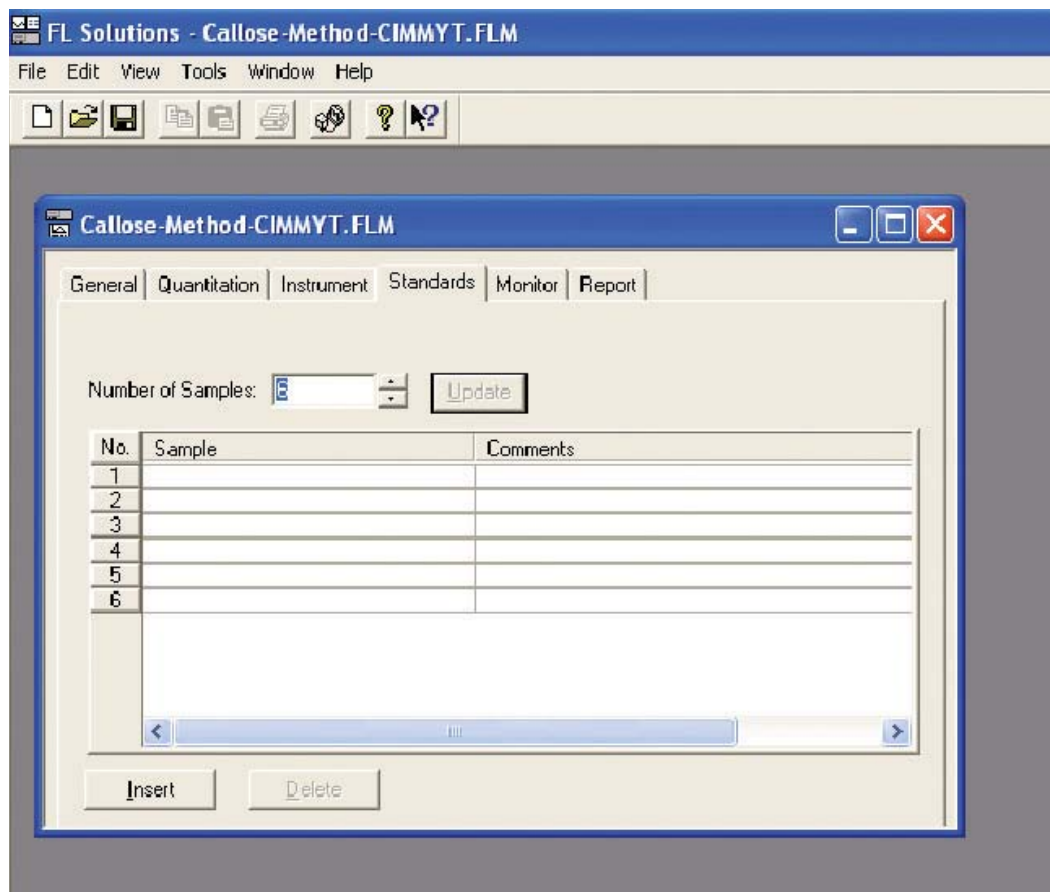 FL Solutions - Callose-Method-CIMMYT.FLM
File Edit View Tools Window Help
Callose-Method-CIMMYT.FLM
General Quantitation Instrument Standards Monitor Report
Number of Samples: 6 Update
No. Sample Comments
1
2
3
4
5
6
Insert Delete